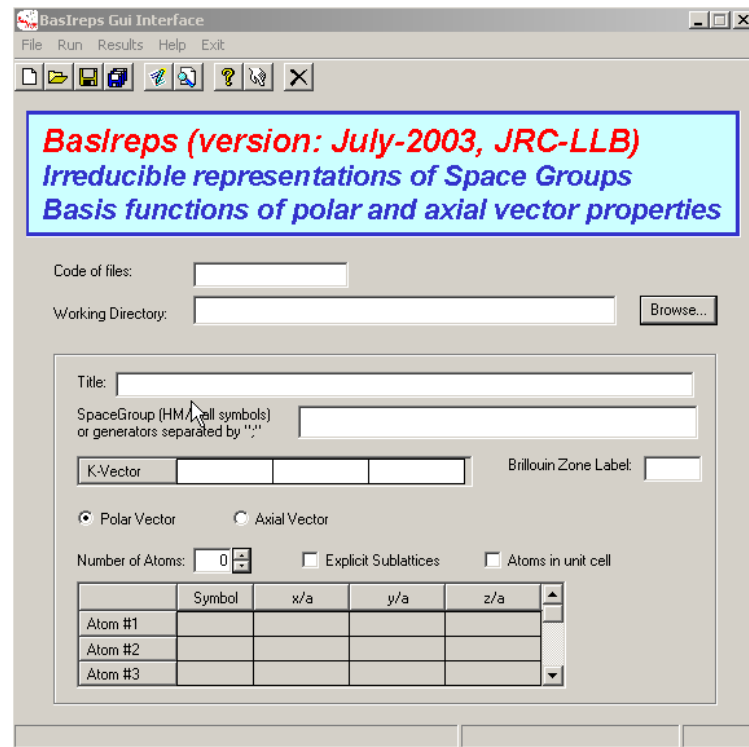 BasIreps Gui Interface
File Run Results Help Exit
BasIreps (version: July-2003, JRC-LLB)
Irreducible representations of Space Groups
Basis functions of polar and axial vector properties
Code of files:
Working Directory:
Browse...
Title:
SpaceGroup (HM/ all symbols)
or generators separated by ";"
K-Vector
Brillouin Zone Label:
Polar Vector
Axial Vector
Number of Atoms: 0
Explicit Sublattices
Atoms in unit cell
Symbol x/a y/a z/a
Atom #1
Atom #2
Atom #3